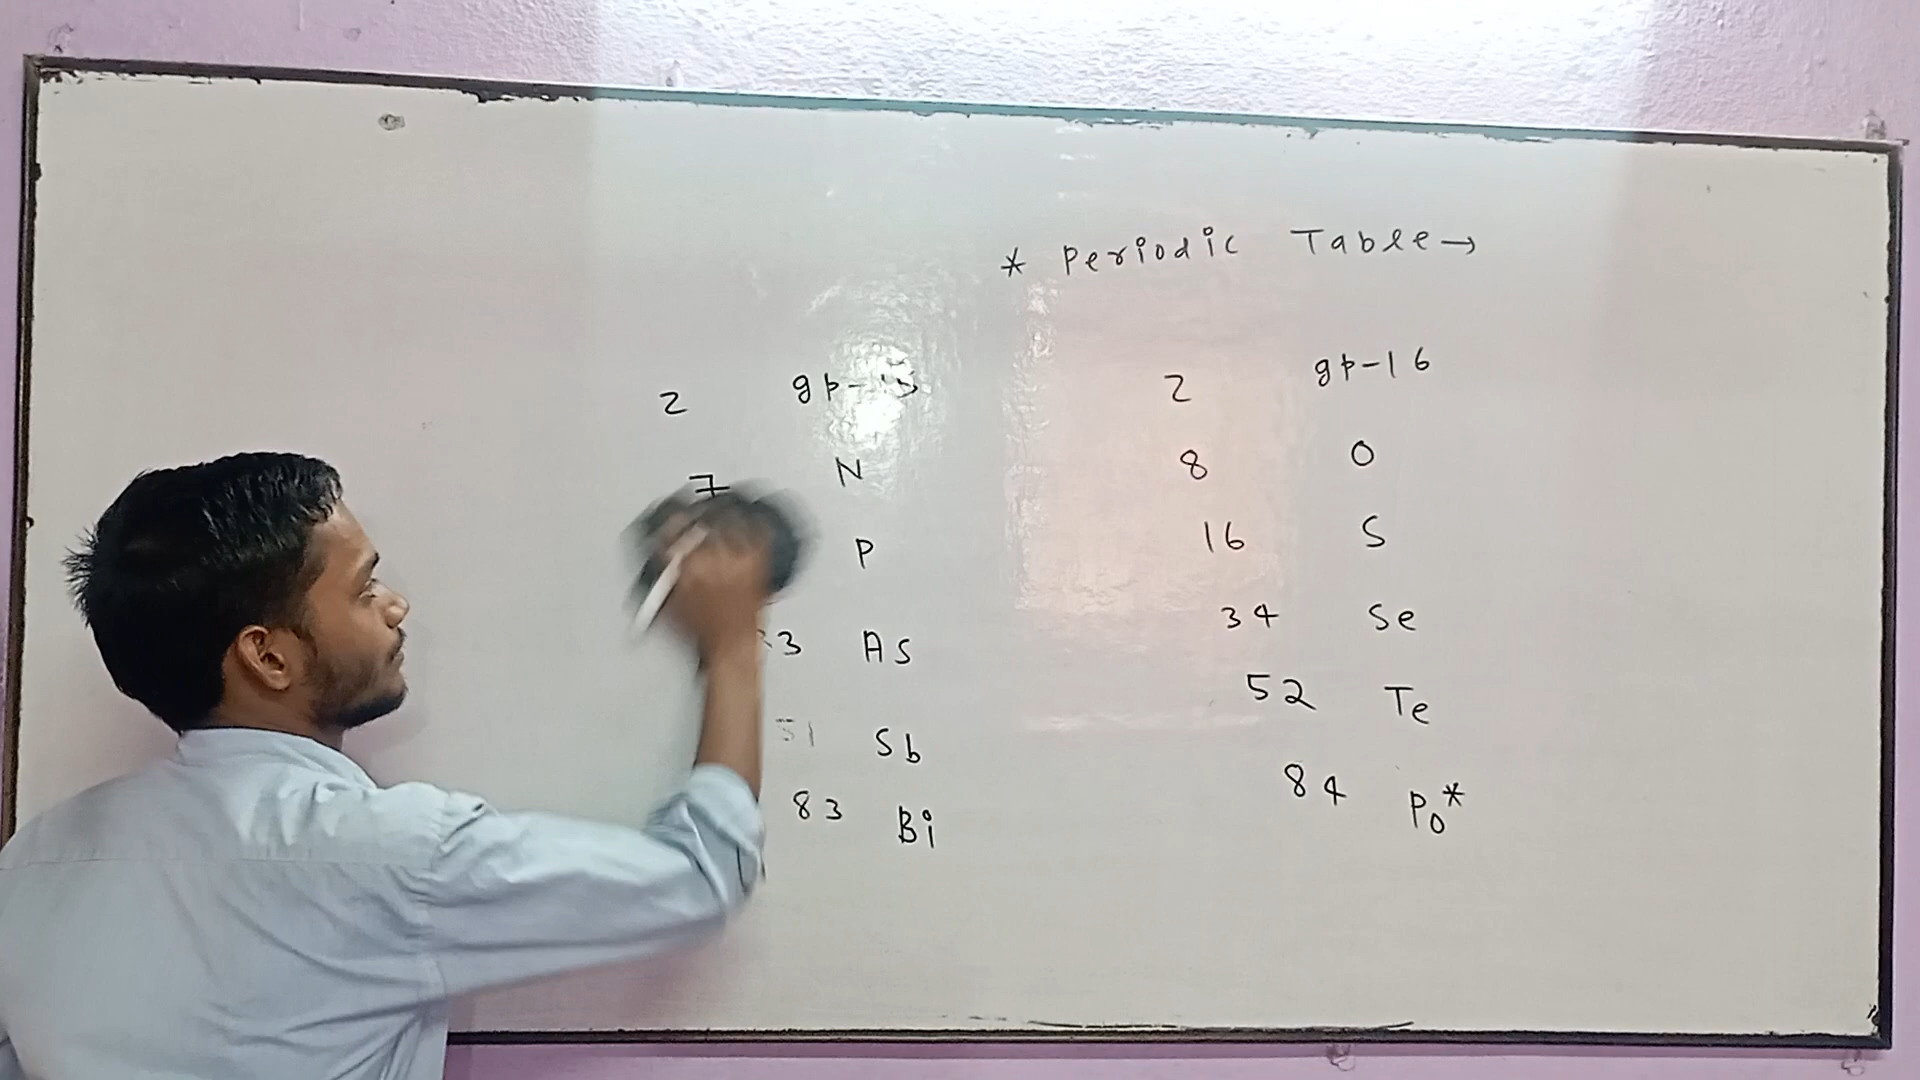 * Periodic Table →
Z gp-15
7 N
P
33 As
51 Sb
83 Bi
Z gp-16
8 O
16 S
34 Se
52 Te
84 Po*